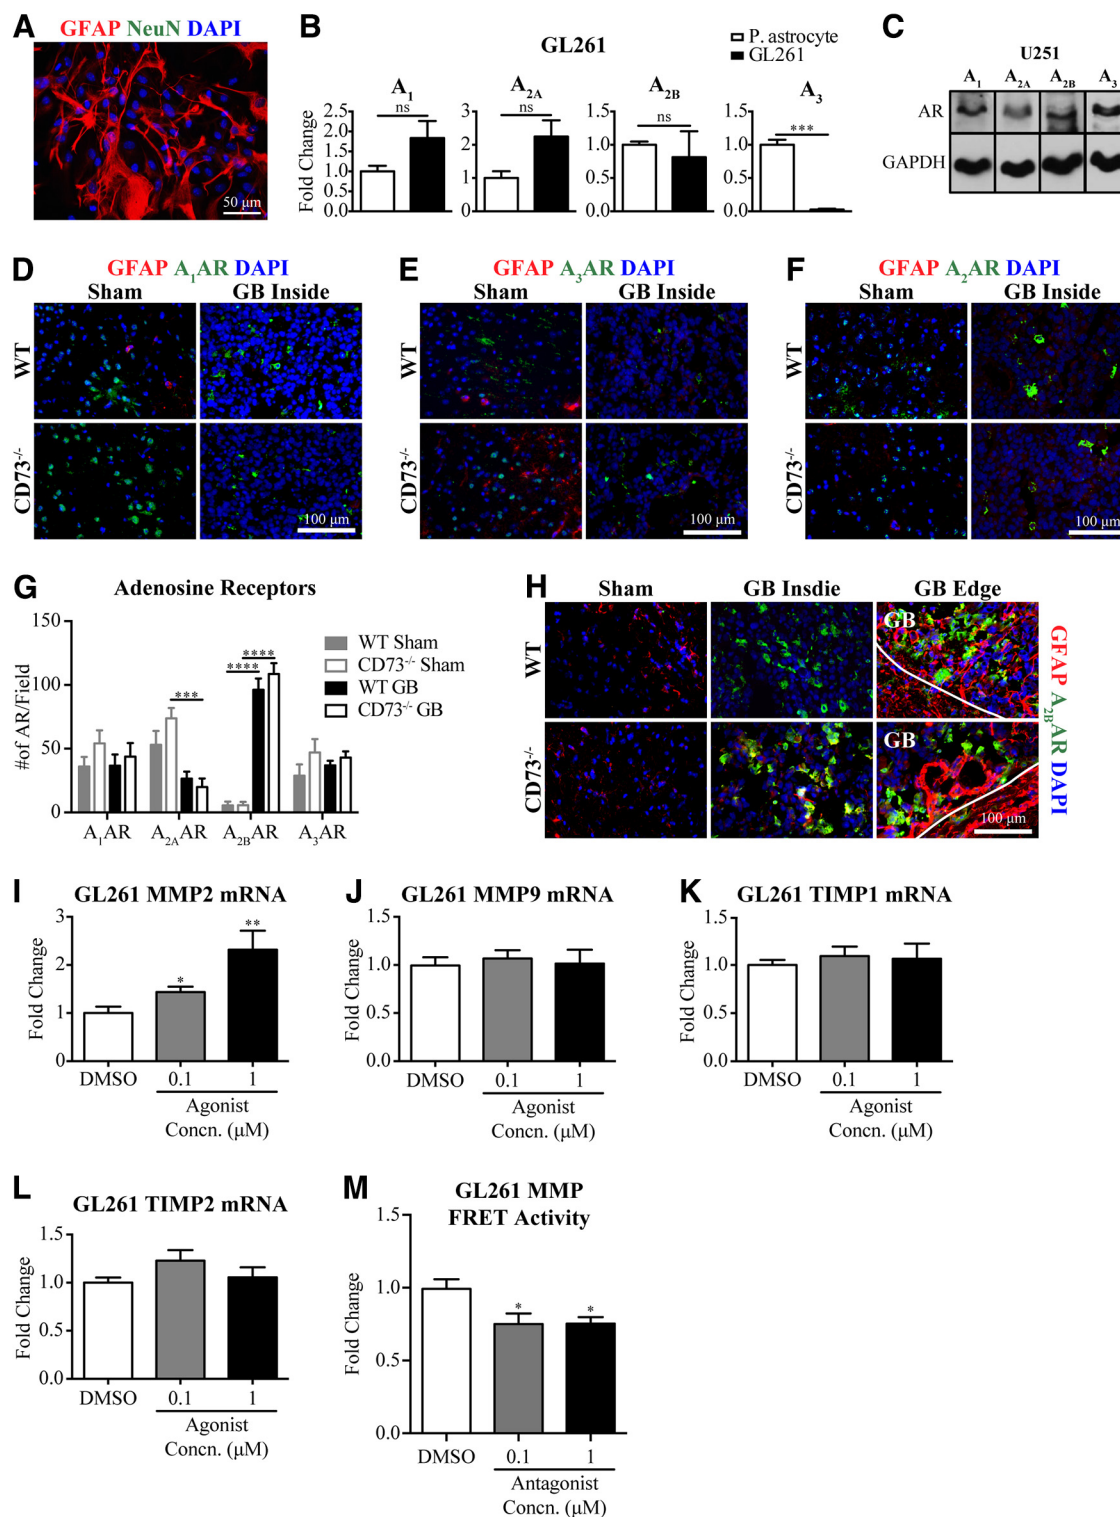 A
GFAP NeuN DAPI
50 μm
B
GL261
P. astrocyte
GL261
Fold Change
A1
ns
2.5
2.0
1.5
1.0
0.5
0.0
A2A
ns
3
2
1
0
A2B
ns
1.5
1.0
0.5
0.0
A3
***
1.5
1.0
0.5
0.0
C
U251
A1 A2A A2B A3
AR
GAPDH
D
GFAP A1AR DAPI
Sham GB Inside
WT
CD73-/-
100 μm
E
GFAP A3AR DAPI
Sham GB Inside
WT
CD73-/-
100 μm
F
GFAP A2AR DAPI
Sham GB Inside
WT
CD73-/-
100 μm
G
Adenosine Receptors
#of AR/Field
150
100
50
0
***
****
****
WT Sham
CD73-/- Sham
WT GB
CD73-/- GB
A1AR A2AAR A2BAR A3AR
H
Sham GB Insdie GB Edge
WT
CD73-/-
GB
GB
100 μm
GFAP A2BAR DAPI
I
GL261 MMP2 mRNA
Fold Change
3
2
1
0
*
**
DMSO 0.1 1
Agonist
Concn. (μM)
J
GL261 MMP9 mRNA
Fold Change
1.5
1.0
0.5
0.0
DMSO 0.1 1
Agonist
Concn. (μM)
K
GL261 TIMP1 mRNA
Fold Change
1.5
1.0
0.5
0.0
DMSO 0.1 1
Agonist
Concn. (μM)
L
GL261 TIMP2 mRNA
Fold Change
1.5
1.0
0.5
0.0
DMSO 0.1 1
Agonist
Concn. (μM)
M
GL261 MMP
FRET Activity
Fold Change
1.5
1.0
0.5
0.0
*
*
DMSO 0.1 1
Antagonist
Concn. (μM)